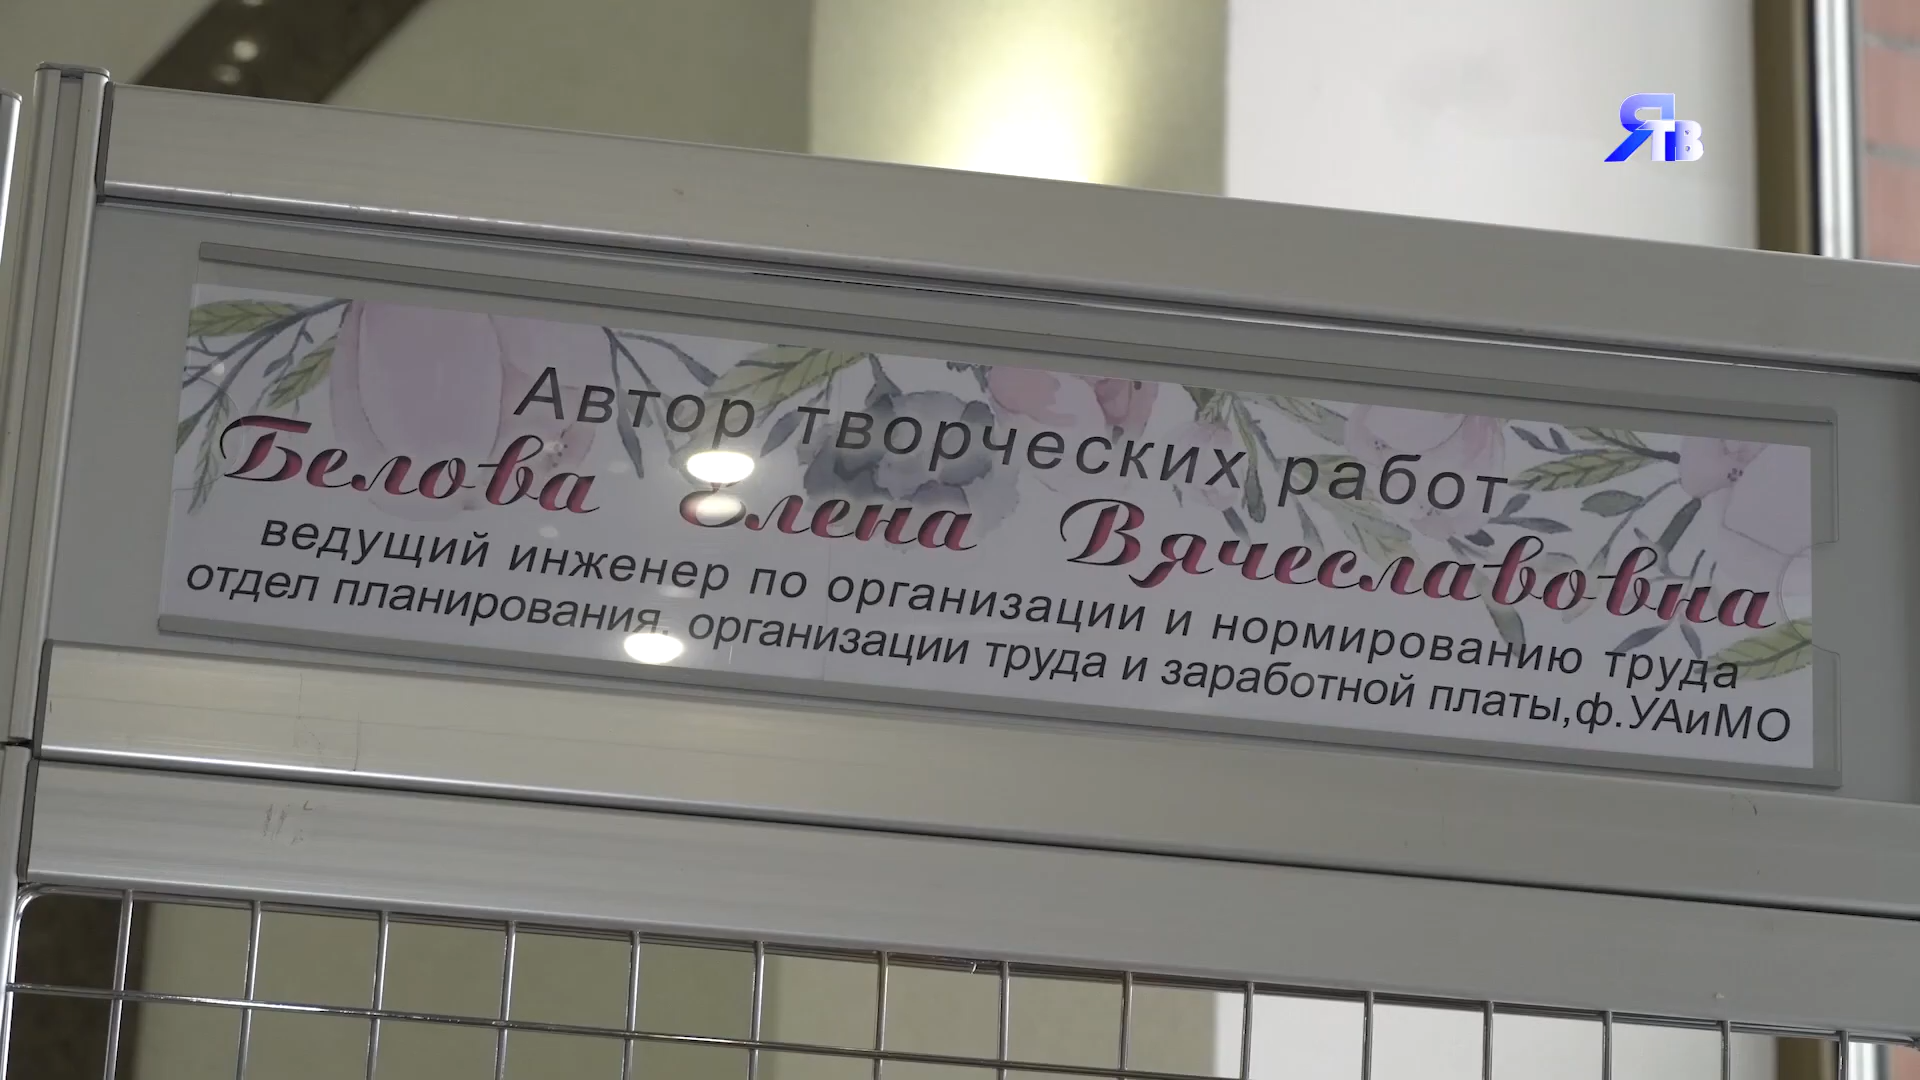 ЯТВ
Автор творческих работ
Белова Елена Вячеславовна
ведущий инженер по организации и нормированию труда
отдел планирования, организации труда и заработной платы,ф.УАиМО